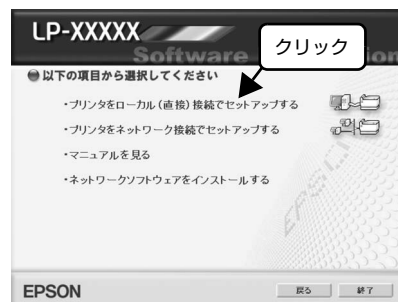 LP-XXXXX
Software
クリック
以下の項目から選択してください
・プリンタをローカル(直接)接続でセットアップする
・プリンタをネットワーク接続でセットアップする
・マニュアルを見る
・ネットワークソフトウェアをインストールする
EPSON
EPSON
戻る
終了